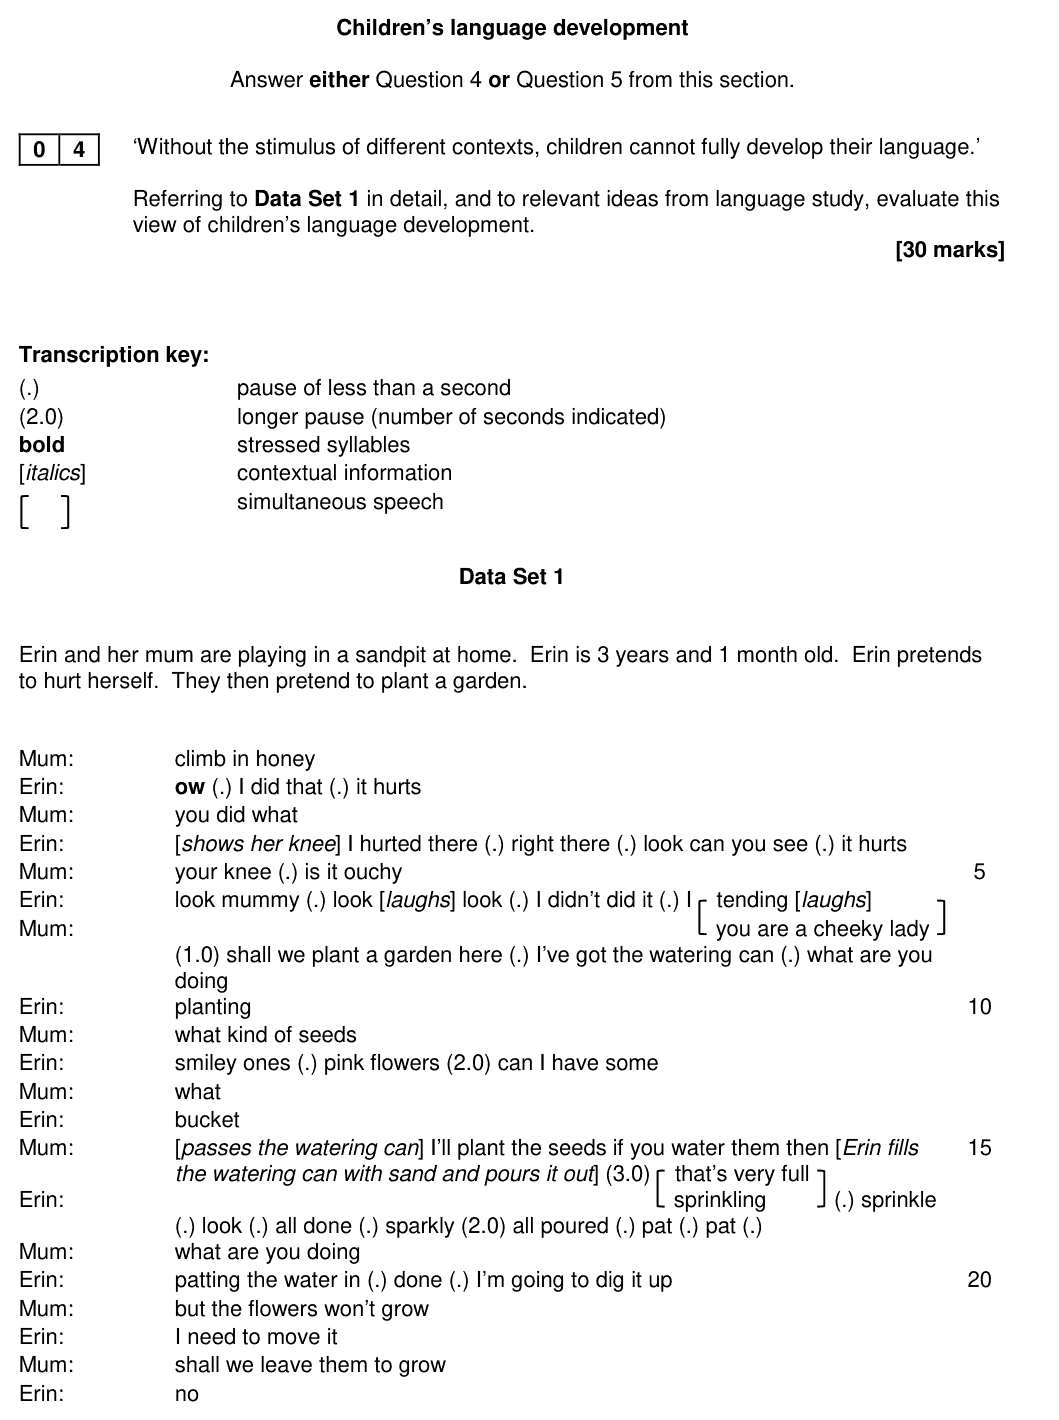 Children's language development
Answer either Question 4 or Question 5 from this section.
0 4 ‘Without the stimulus of different contexts, children cannot fully develop their language.’
Referring to Data Set 1 in detail, and to relevant ideas from language study, evaluate this
view of children's language development.
[30 marks]
Transcription key:
(.) pause of less than a second
(2.0) longer pause (number of seconds indicated)
bold stressed syllables
[italics] contextual information
[ ] simultaneous speech
Data Set 1
Erin and her mum are playing in a sandpit at home. Erin is 3 years and 1 month old. Erin pretends
to hurt herself. They then pretend to plant a garden.
Mum: climb in honey
Erin: ow (.) I did that (.) it hurts
Mum: you did what
Erin: [shows her knee] I hurted there (.) right there (.) look can you see (.) it hurts
Mum: your knee (.) is it ouchy 5
Erin: look mummy (.) look [laughs] look (.) I didn't did it (.) I [ tending [laughs] ]
Mum: [ you are a cheeky lady ]
(1.0) shall we plant a garden here (.) I've got the watering can (.) what are you
doing
Erin: planting 10
Mum: what kind of seeds
Erin: smiley ones (.) pink flowers (2.0) can I have some
Mum: what
Erin: bucket
Mum: [passes the watering can] I'll plant the seeds if you water them then [Erin fills 15
the watering can with sand and pours it out] (3.0) [ that's very full ]
Erin: [ sprinkling ] (.) sprinkle
(.) look (.) all done (.) sparkly (2.0) all poured (.) pat (.) pat (.)
Mum: what are you doing
Erin: patting the water in (.) done (.) I'm going to dig it up 20
Mum: but the flowers won't grow
Erin: I need to move it
Mum: shall we leave them to grow
Erin: no